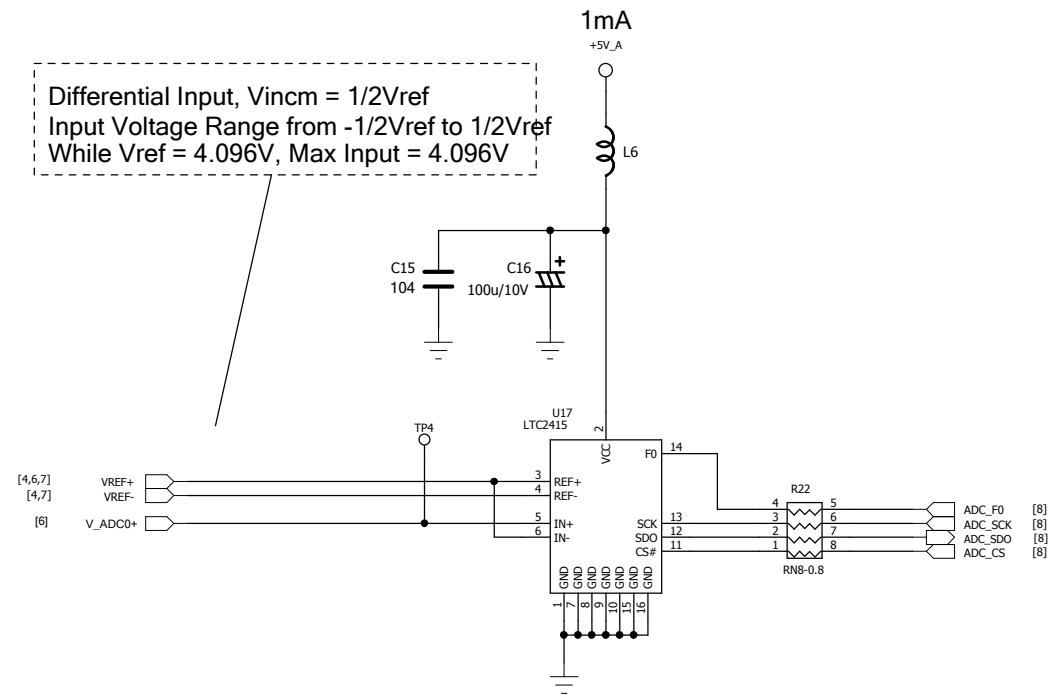 1mA
+5V_A
Differential Input, Vincm = 1/2Vref
Input Voltage Range from -1/2Vref to 1/2Vref
While Vref = 4.096V, Max Input = 4.096V
L6
C15
104
C16
+
100u/10V
U17
LTC2415
TP4
2
VCC
F0
14
[4,6,7]
VREF+
3
REF+
[4,7]
VREF-
4
REF-
[6]
V_ADC0+
5
IN+
6
IN-
SCK
13
SDO
12
CS#
11
R22
4
5
ADC_F0
[8]
3
6
ADC_SCK
[8]
2
7
ADC_SDO
[8]
1
8
ADC_CS
[8]
RN8-0.8
GND
GND
GND
GND
GND
GND
GND
1
7
8
9
10
15
16